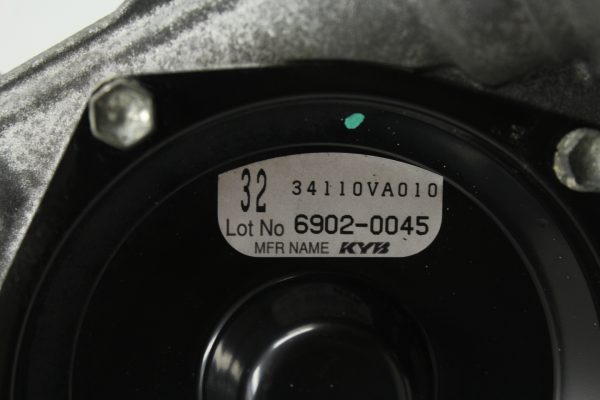 32 34110VA010
Lot No 6902-0045
MFR NAME KYB